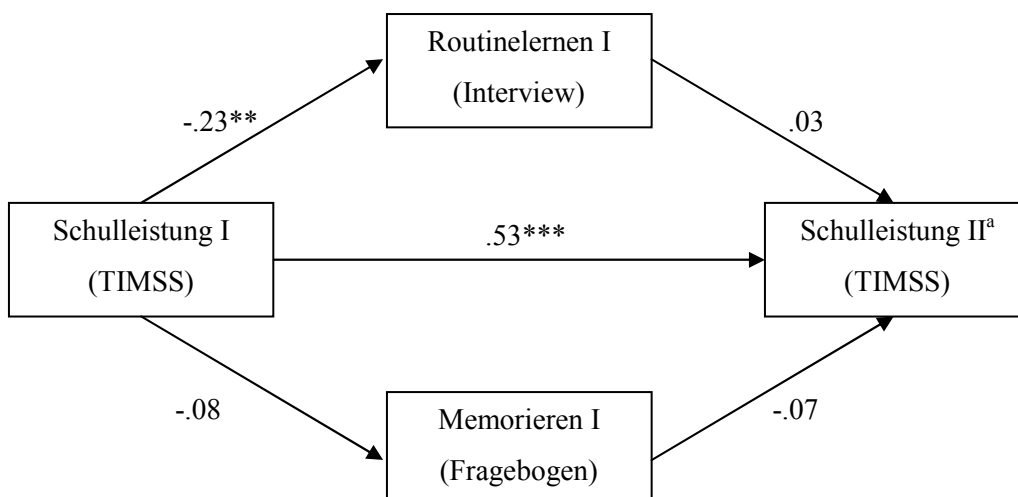 Routinelernen I
(Interview)
-.23**
.03
Schulleistung I
(TIMSS)
.53***
Schulleistung IIᵃ
(TIMSS)
-.08
Memorieren I
(Fragebogen)
-.07